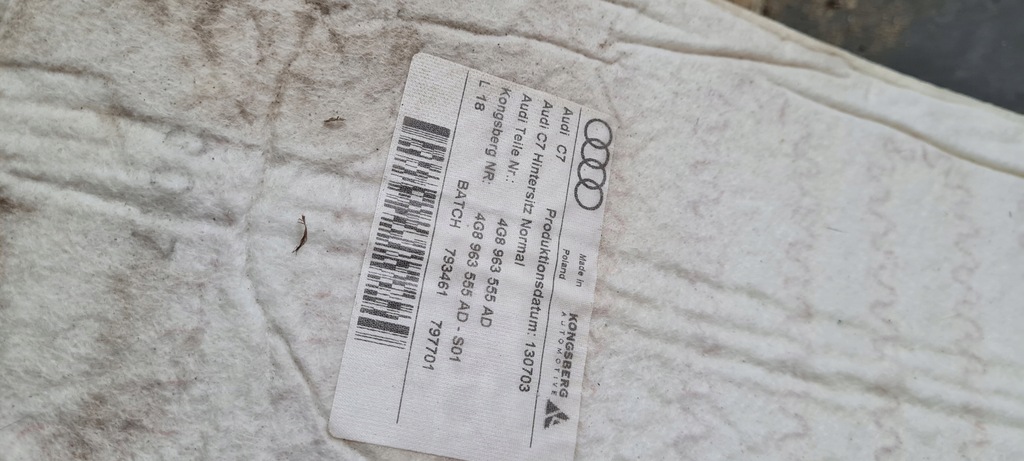 Made in
Poland
KONGSBERG
AUTOMOTIVE
Audi C7
Produktionsdatum: 130703
Audi C7 Hintersitz Normal
Audi Teile Nr.: 4G8 963 555 AD
Kongsberg NR: 4G8 963 555 AD - S01
L 18
BATCH 793461 797701